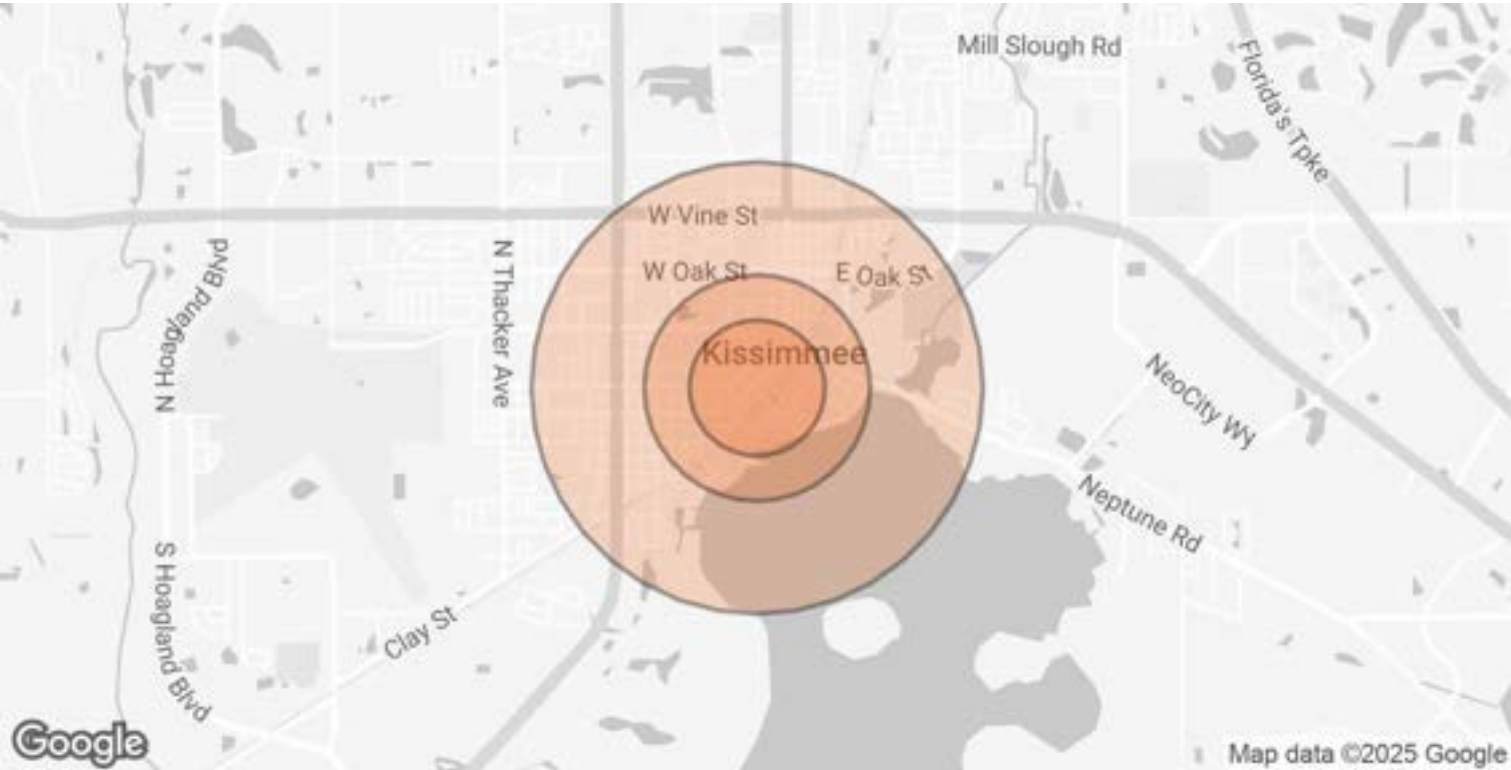 Mill Slough Rd
Florida's Tpke
W Vine St
W Oak St
E Oak St
N Hoagland Blvd
N Thacker Ave
Kissimmee
NeoCity Wy
Neptune Rd
S Hoagland Blvd
Clay St
Google
Map data ©2025 Google